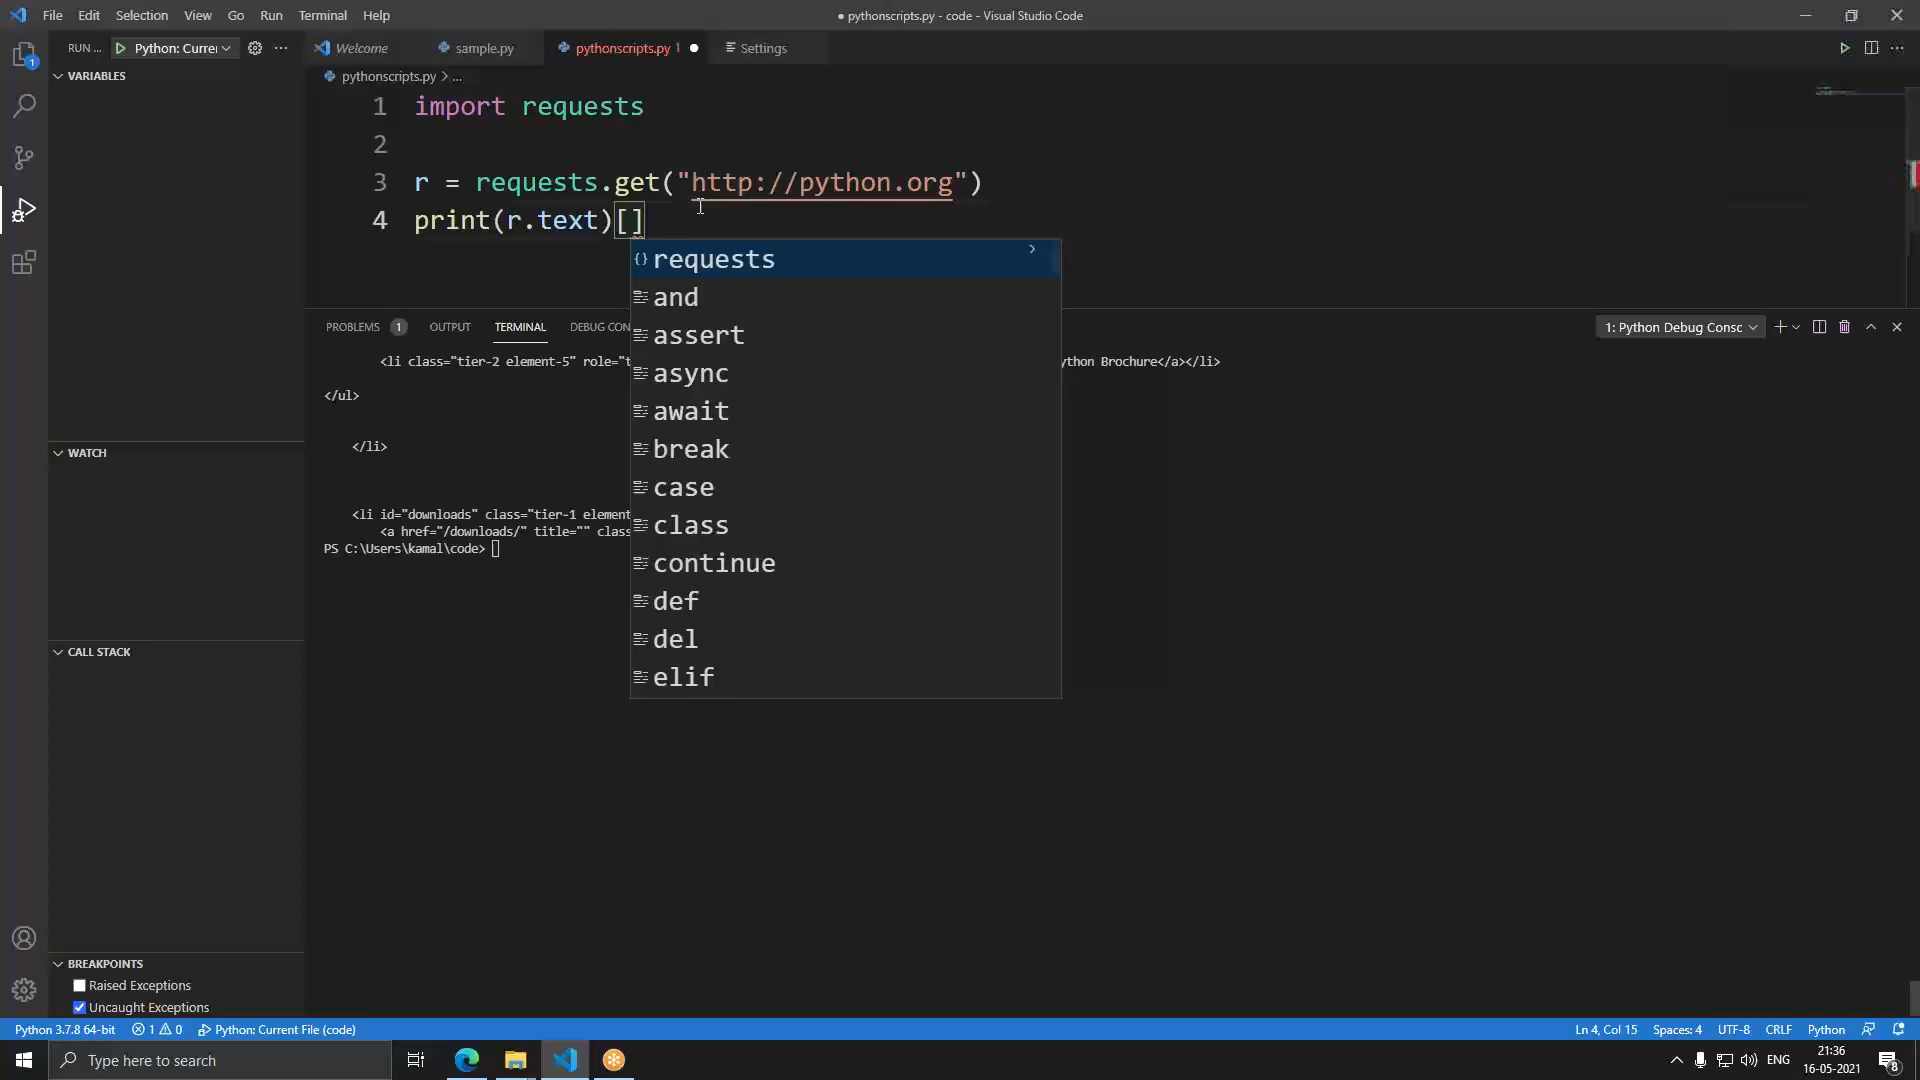 File Edit Selection View Go Run Terminal Help
● pythonscripts.py - code - Visual Studio Code
RUN ... Python: Currei
Welcome sample.py pythonscripts.py 1 Settings
VARIABLES
pythonscripts.py > ...
1 import requests
2
3 r = requests.get("http://python.org")
4 print(r.text)[]
requests
and
assert
async
await
break
case
class
continue
def
del
elif
PROBLEMS 1 OUTPUT TERMINAL DEBUG CON
1: Python Debug Consc
<li class="tier-2 element-5" role="t
ython Brochure</a></li>
</ul>
</li>
<li id="downloads" class="tier-1 element
<a href="/downloads/" title="" class
PS C:\Users\kamal\code>
WATCH
CALL STACK
BREAKPOINTS
Raised Exceptions
Uncaught Exceptions
1
Python 3.7.8 64-bit 1 0 Python: Current File (code)
Ln 4, Col 15 Spaces: 4 UTF-8 CRLF Python
Type here to search
ENG
21:36
16-05-2021
8